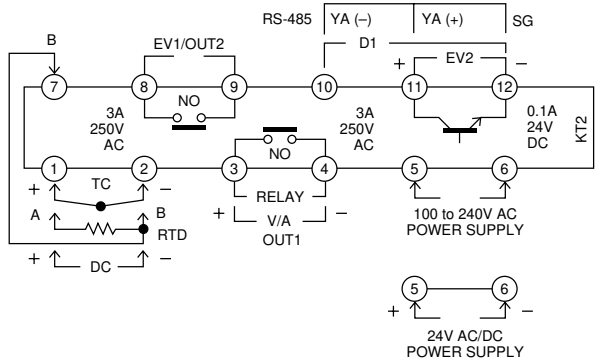 RS-485 YA (–) YA (+) SG
B EV1/OUT2 D1
+ EV2 –
7 8 9 10 11 12
3A
250V
AC
NO
3A
250V
AC
0.1A
24V
DC
KT2
NO
1 2 3 4 5 6
+ TC –
RELAY
A B
+ V/A –
OUT1
RTD
+ DC –
100 to 240V AC
POWER SUPPLY
5 6
+ –
24V AC/DC
POWER SUPPLY